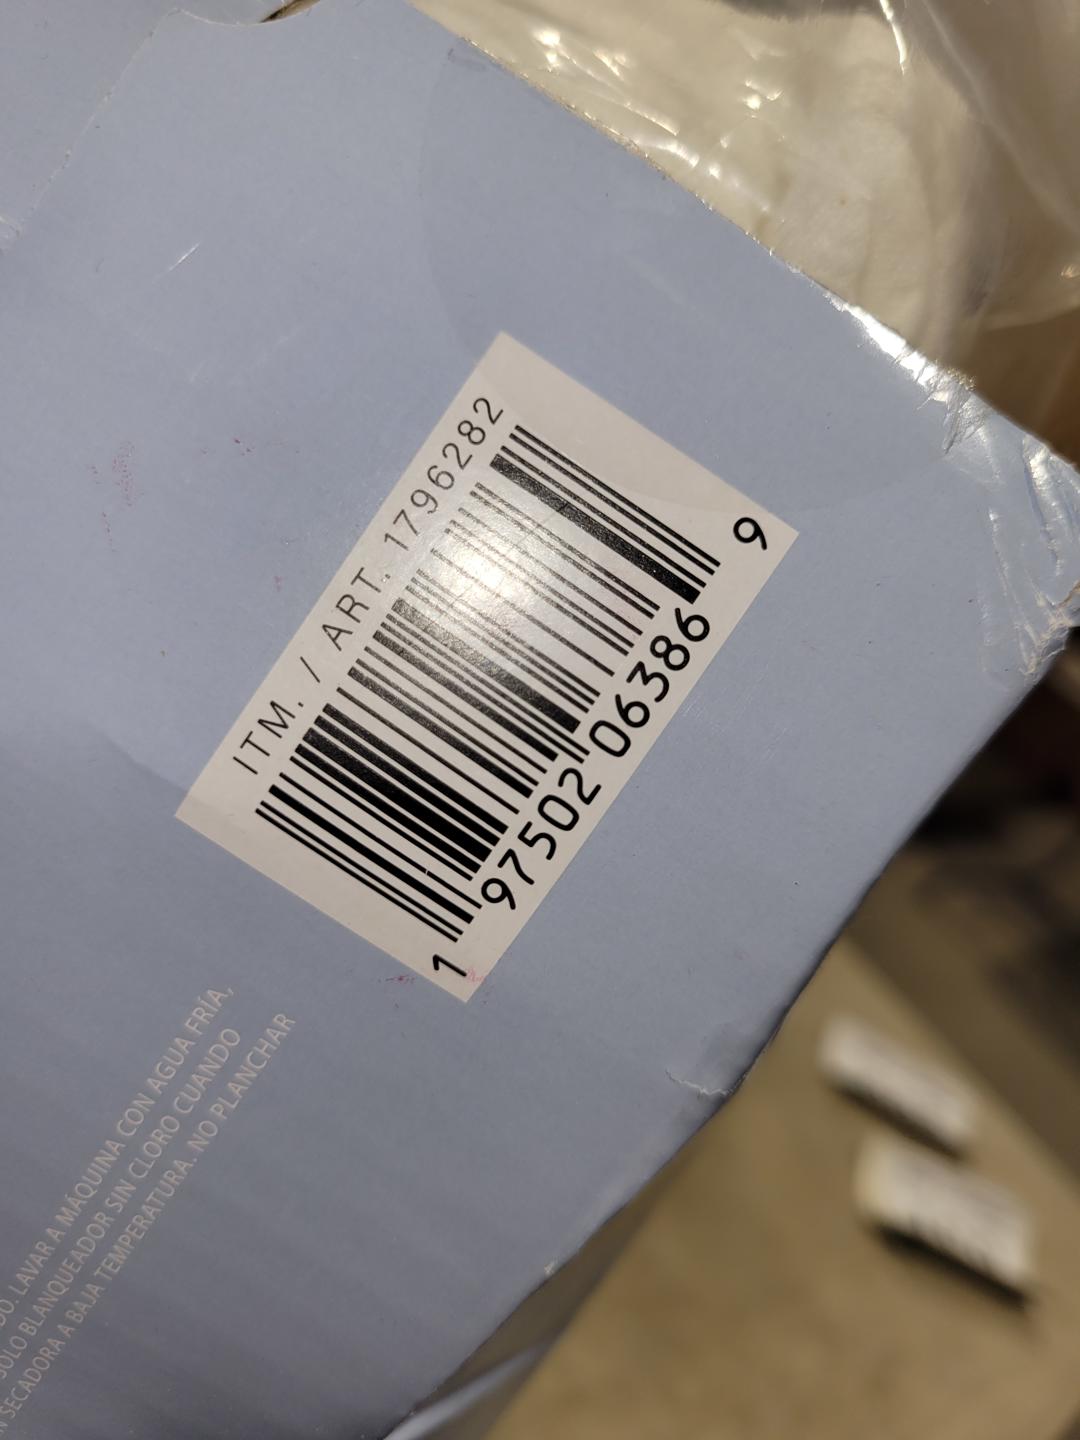 ITM. / ART. 1796282
1 97502 06386 9
DO. LAVAR A MÁQUINA CON AGUA FRÍA,
SOLO BLANQUEADOR SIN CLORO CUANDO
SECADORA A BAJA TEMPERATURA. NO PLANCHAR